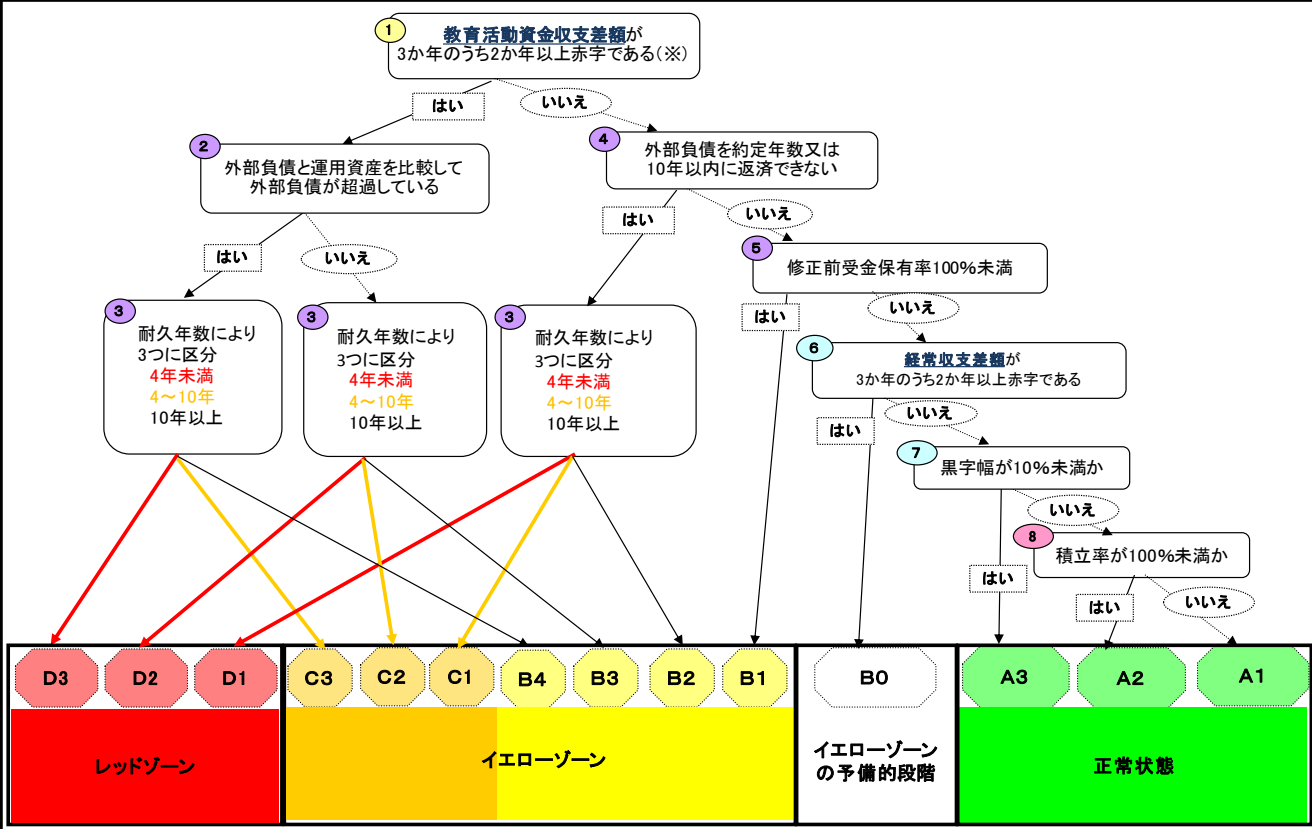 1
教育活動資金収支差額が
3か年のうち2か年以上赤字である(※)
はい
いいえ
2
外部負債と運用資産を比較して
外部負債が超過している
4
外部負債を約定年数又は
10年以内に返済できない
はい
いいえ
はい
いいえ
5
修正前受金保有率100%未満
はい
いいえ
3
耐久年数により
3つに区分
4年未満
4～10年
10年以上
3
耐久年数により
3つに区分
4年未満
4～10年
10年以上
3
耐久年数により
3つに区分
4年未満
4～10年
10年以上
6
経常収支差額が
3か年のうち2か年以上赤字である
はい
いいえ
7
黒字幅が10%未満か
はい
いいえ
8
積立率が100%未満か
はい
いいえ
D3
D2
D1
C3
C2
C1
B4
B3
B2
B1
B0
A3
A2
A1
レッドゾーン
イエローゾーン
イエローゾーン
の予備的段階
正常状態